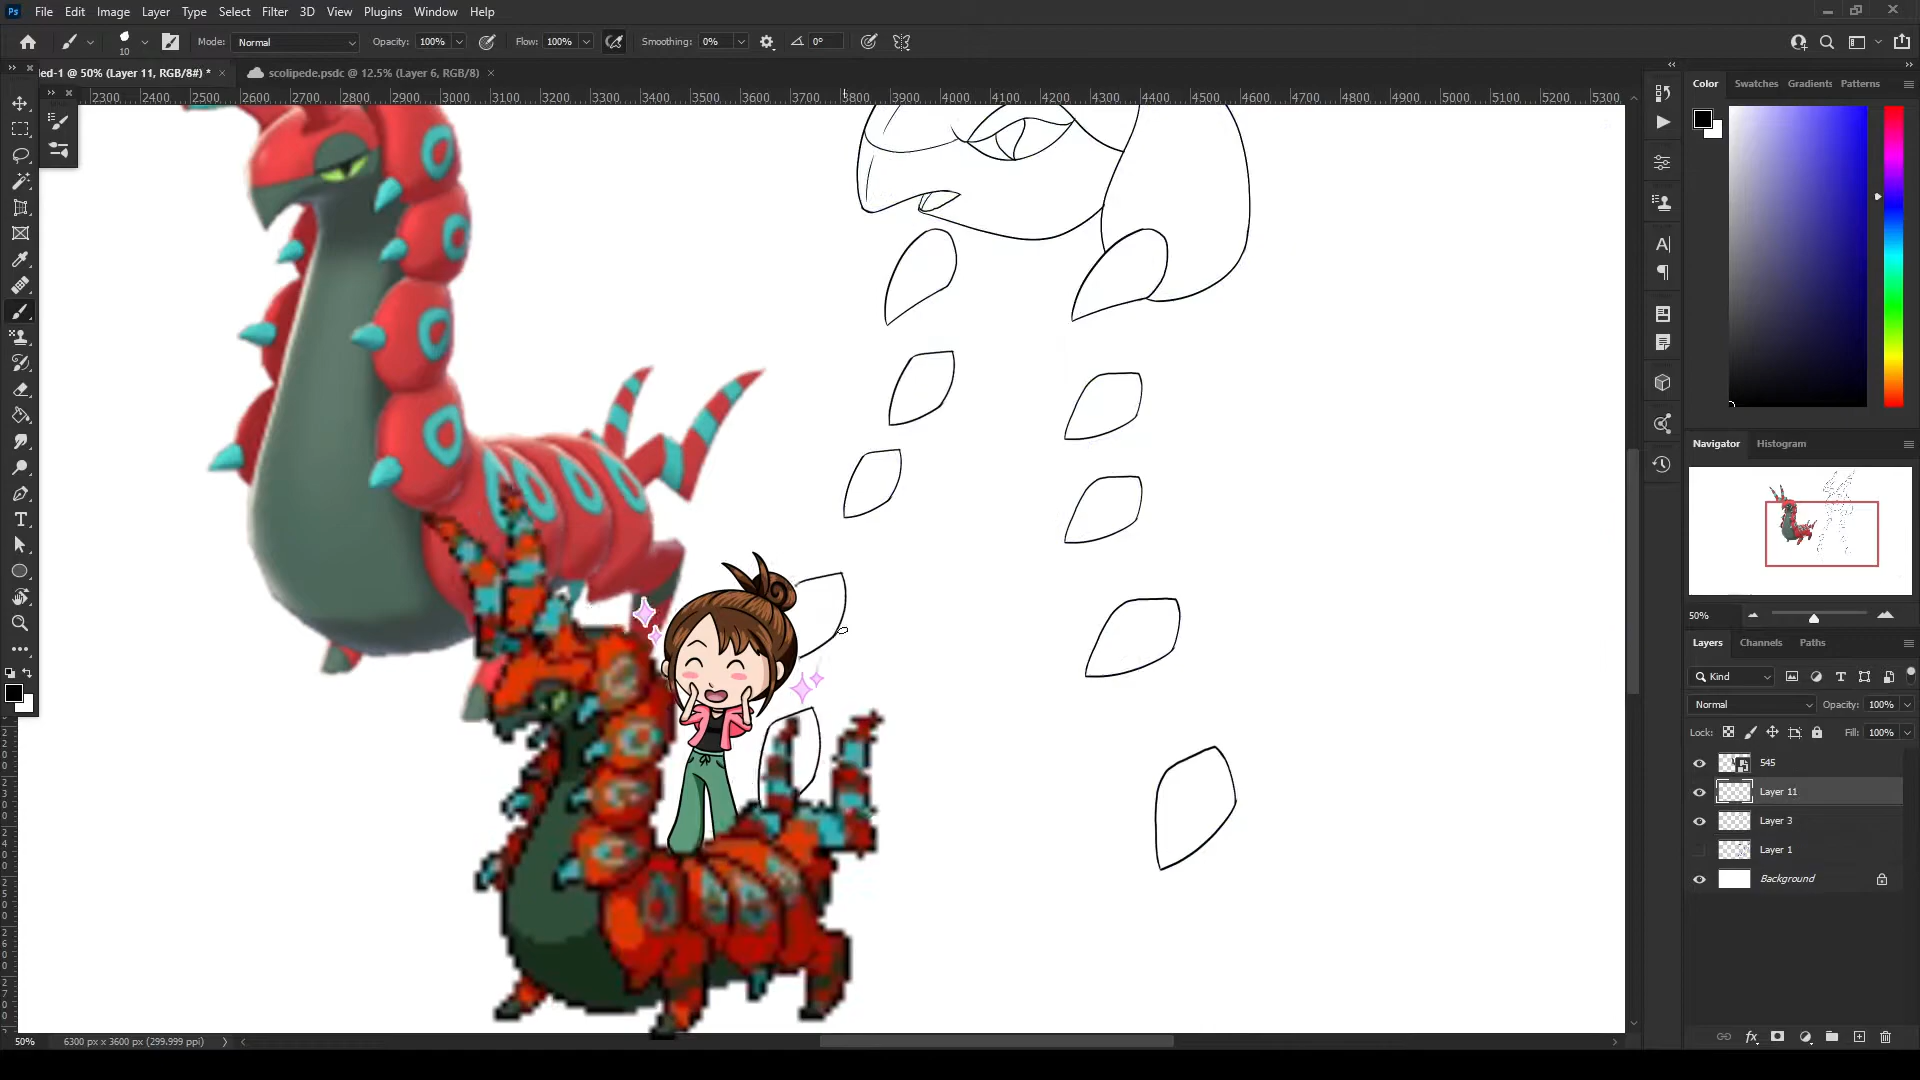 Ps File Edit Image Layer Type Select Filter 3D View Plugins Window Help
10 Mode: Normal Opacity: 100% Flow: 100% Smoothing: 0% 0°
led-1 @ 50% (Layer 11, RGB/8#) * scolipede.psdc @ 12.5% (Layer 6, RGB/8)
2300 2400 2500 2600 2700 2800 2900 3000 3100 3200 3300 3400 3500 3600 3700 3800 3900 4000 4100 4200 4300 4400 4500 4600 4700 4800 4900 5000 5100 5200 5300
Color Swatches Gradients Patterns
Navigator Histogram
50%
Layers Channels Paths
Kind
Normal Opacity: 100%
Lock: Fill: 100%
545
Layer 11
Layer 3
Layer 1
Background
fx
50% 6300 px x 3600 px (299.999 ppi)